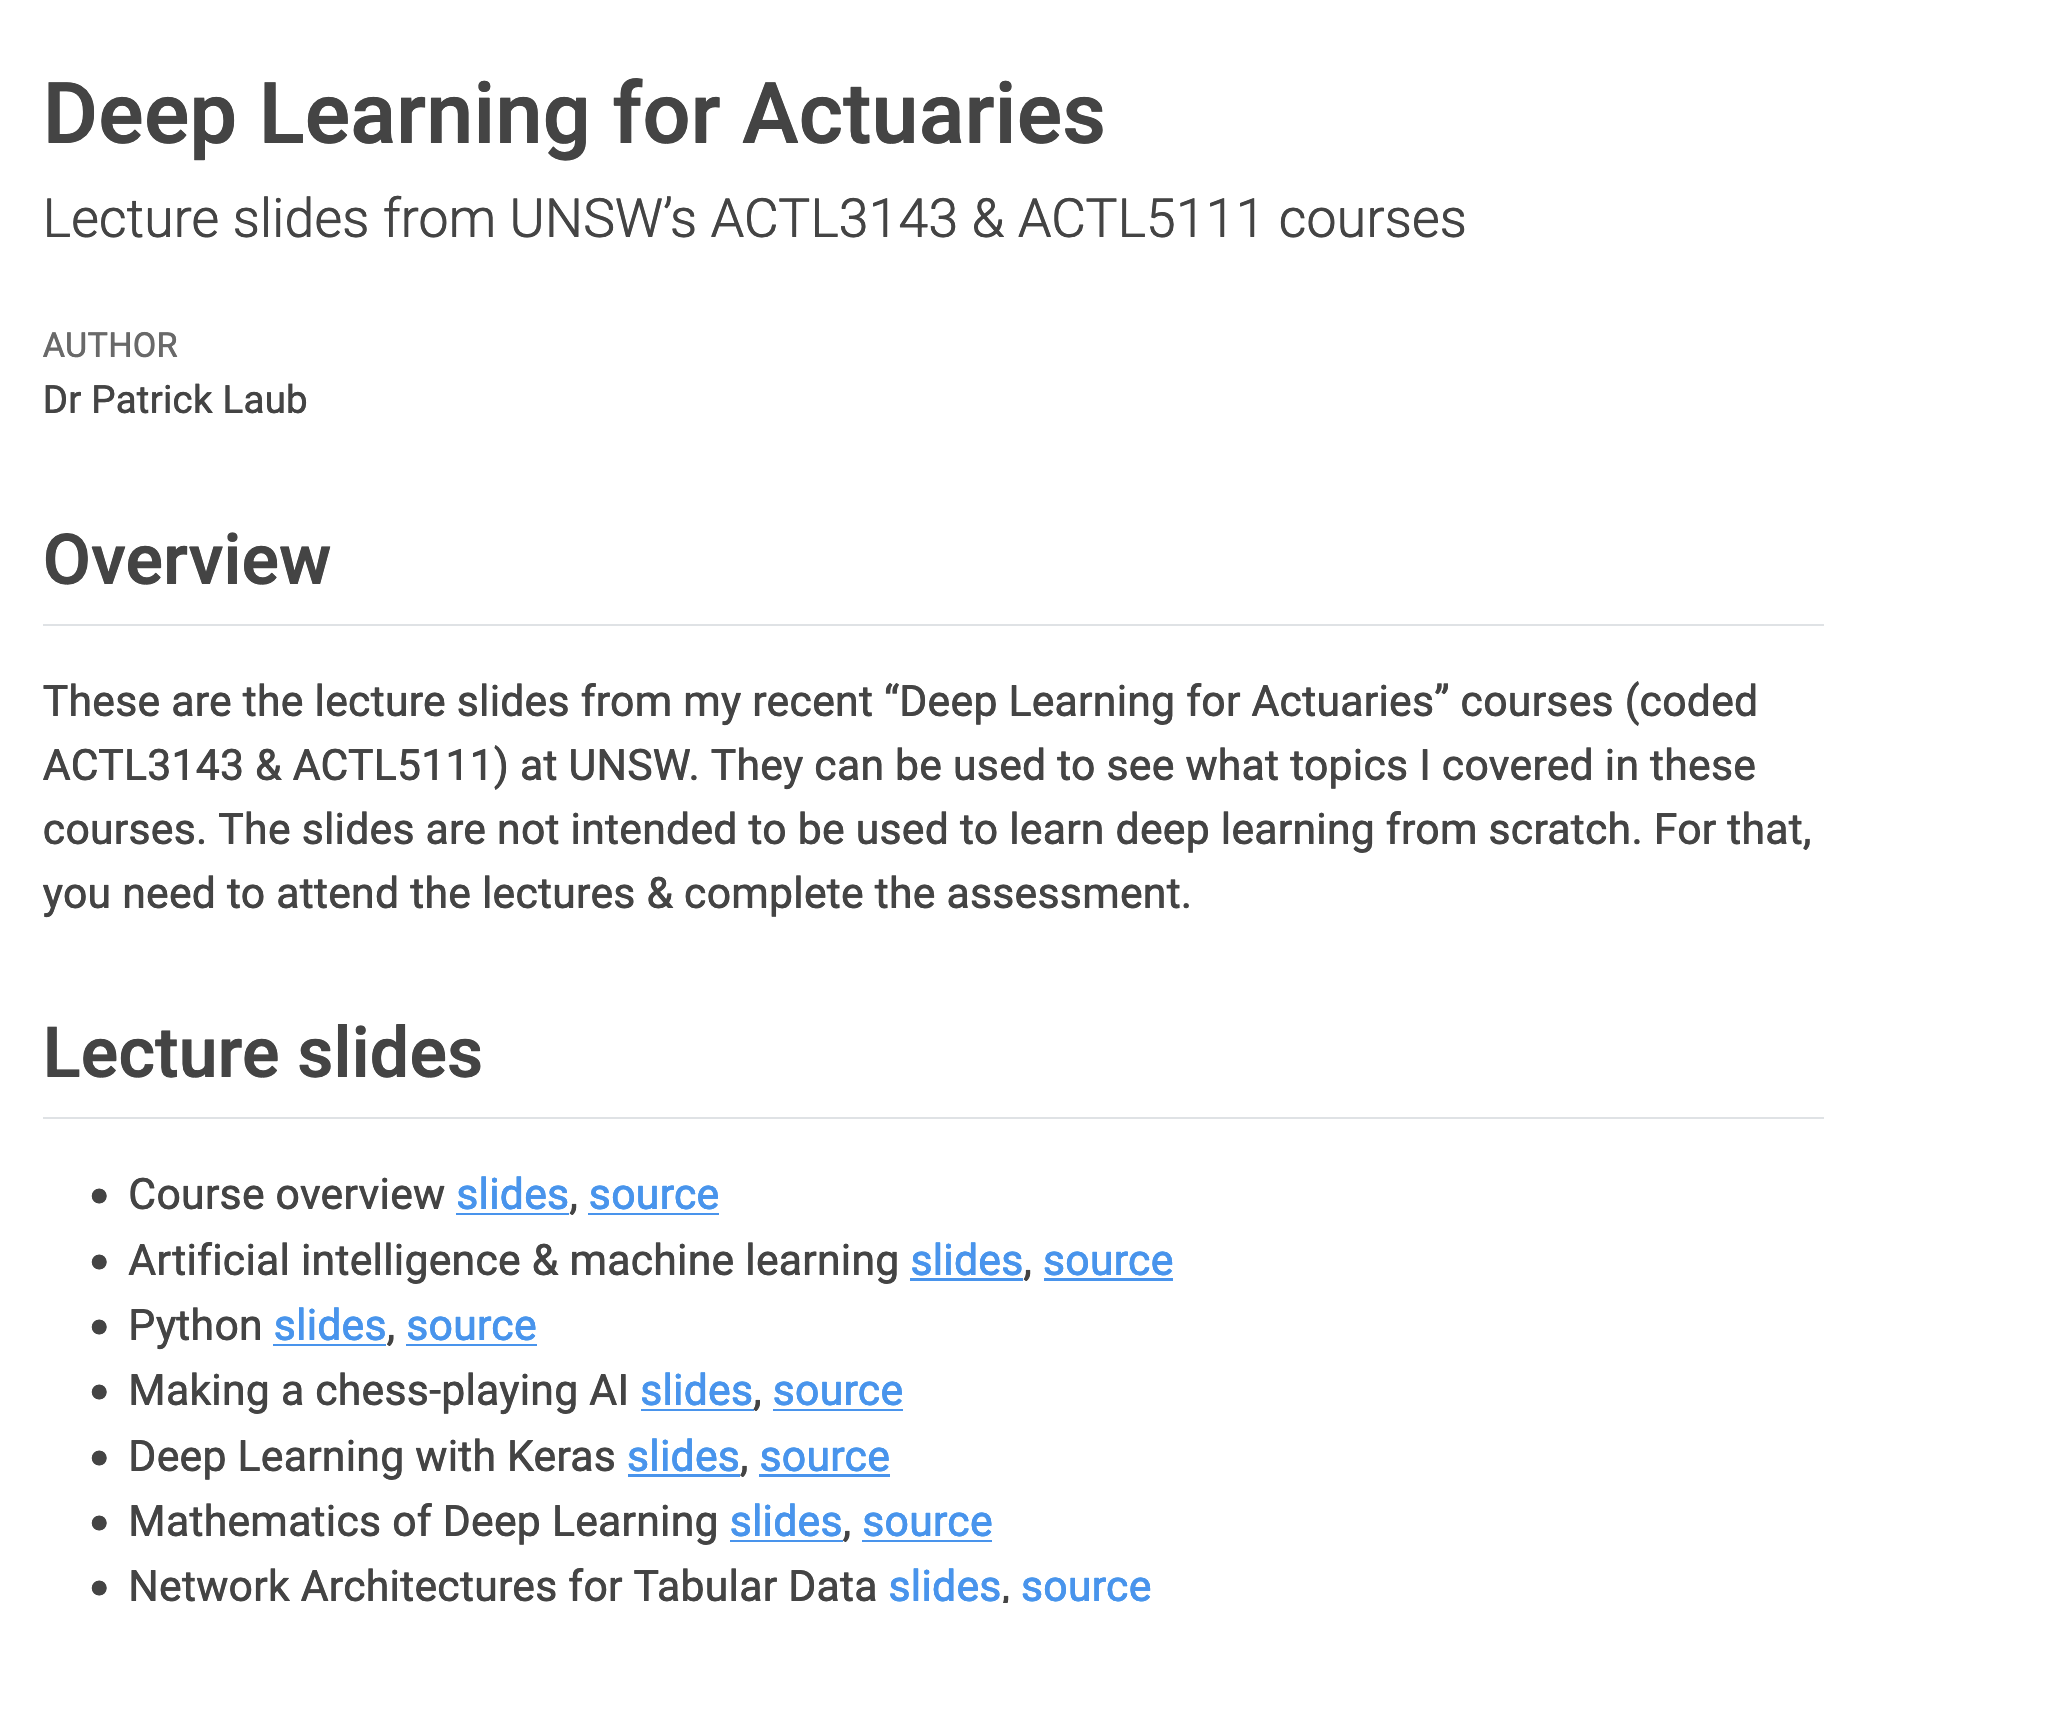 Deep Learning for Actuaries
Lecture slides from UNSW’s ACTL3143 & ACTL5111 courses
AUTHOR
Dr Patrick Laub
Overview
These are the lecture slides from my recent “Deep Learning for Actuaries” courses (coded
ACTL3143 & ACTL5111) at UNSW. They can be used to see what topics I covered in these
courses. The slides are not intended to be used to learn deep learning from scratch. For that,
you need to attend the lectures & complete the assessment.
Lecture slides
• Course overview slides, source
• Artificial intelligence & machine learning slides, source
• Python slides, source
• Making a chess-playing AI slides, source
• Deep Learning with Keras slides, source
• Mathematics of Deep Learning slides, source
• Network Architectures for Tabular Data slides, source